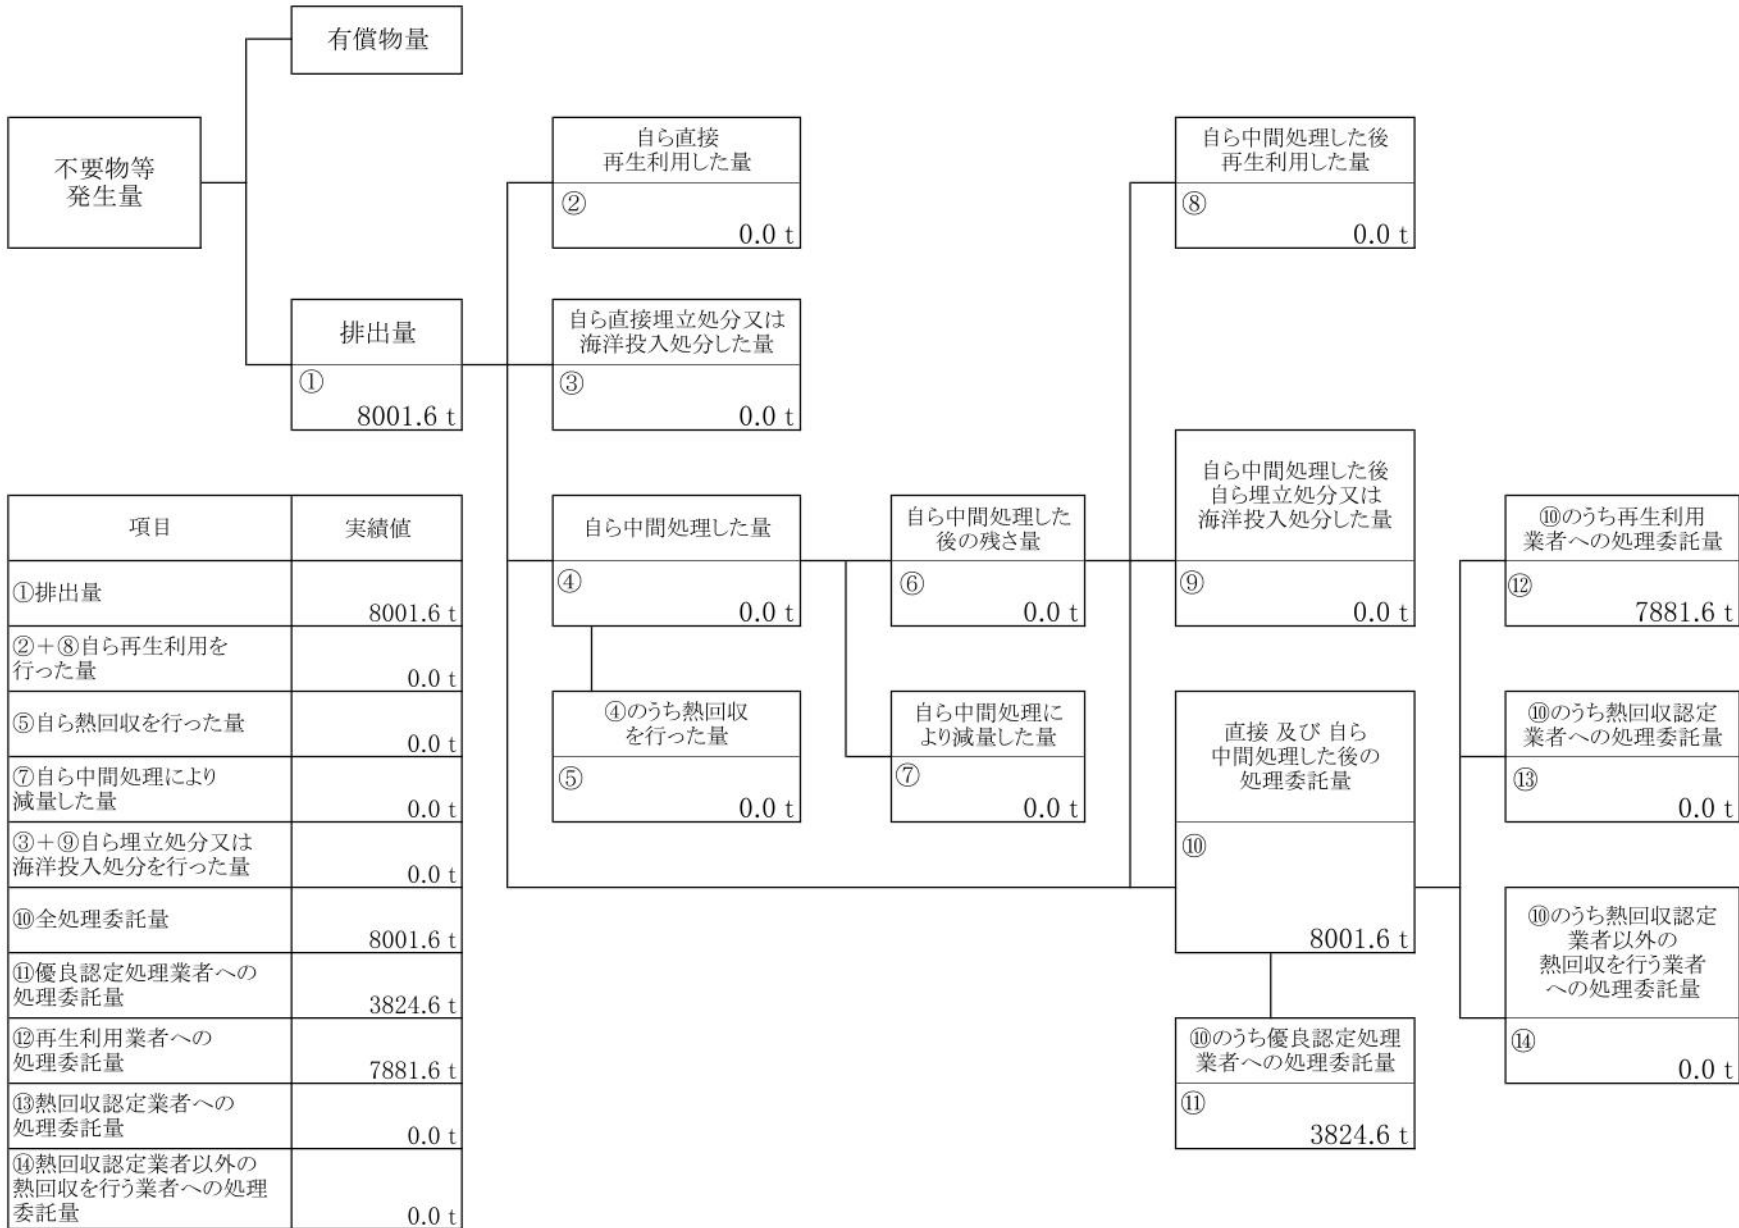 有償物量
不要物等
発生量
排出量
①
8001.6 t
自ら直接
再生利用した量
②
0.0 t
自ら直接埋立処分又は
海洋投入処分した量
③
0.0 t
自ら中間処理した量
④
0.0 t
④のうち熱回収
を行った量
⑤
0.0 t
自ら中間処理した
後の残さ量
⑥
0.0 t
自ら中間処理に
より減量した量
⑦
0.0 t
自ら中間処理した後
再生利用した量
⑧
0.0 t
自ら中間処理した後
自ら埋立処分又は
海洋投入処分した量
⑨
0.0 t
直接 及び 自ら
中間処理した後の
処理委託量
⑩
8001.6 t
⑩のうち優良認定処理
業者への処理委託量
⑪
3824.6 t
⑩のうち再生利用
業者への処理委託量
⑫
7881.6 t
⑩のうち熱回収認定
業者への処理委託量
⑬
0.0 t
⑩のうち熱回収認定
業者以外の
熱回収を行う業者
への処理委託量
⑭
0.0 t
項目 実績値
①排出量
8001.6 t
②+⑧自ら再生利用を
行った量
0.0 t
⑤自ら熱回収を行った量
0.0 t
⑦自ら中間処理により
減量した量
0.0 t
③+⑨自ら埋立処分又は
海洋投入処分を行った量
0.0 t
⑩全処理委託量
8001.6 t
⑪優良認定処理業者への
処理委託量
3824.6 t
⑫再生利用業者への
処理委託量
7881.6 t
⑬熱回収認定業者への
処理委託量
0.0 t
⑭熱回収認定業者以外の
熱回収を行う業者への処理
委託量
0.0 t